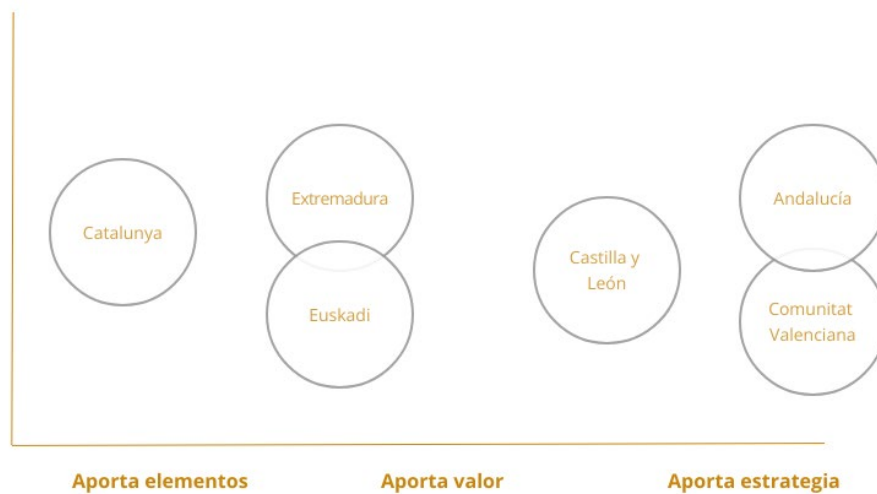 Catalunya
Extremadura
Euskadi
Castilla y
León
Andalucía
Comunitat
Valenciana
Aporta elementos
Aporta valor
Aporta estrategia